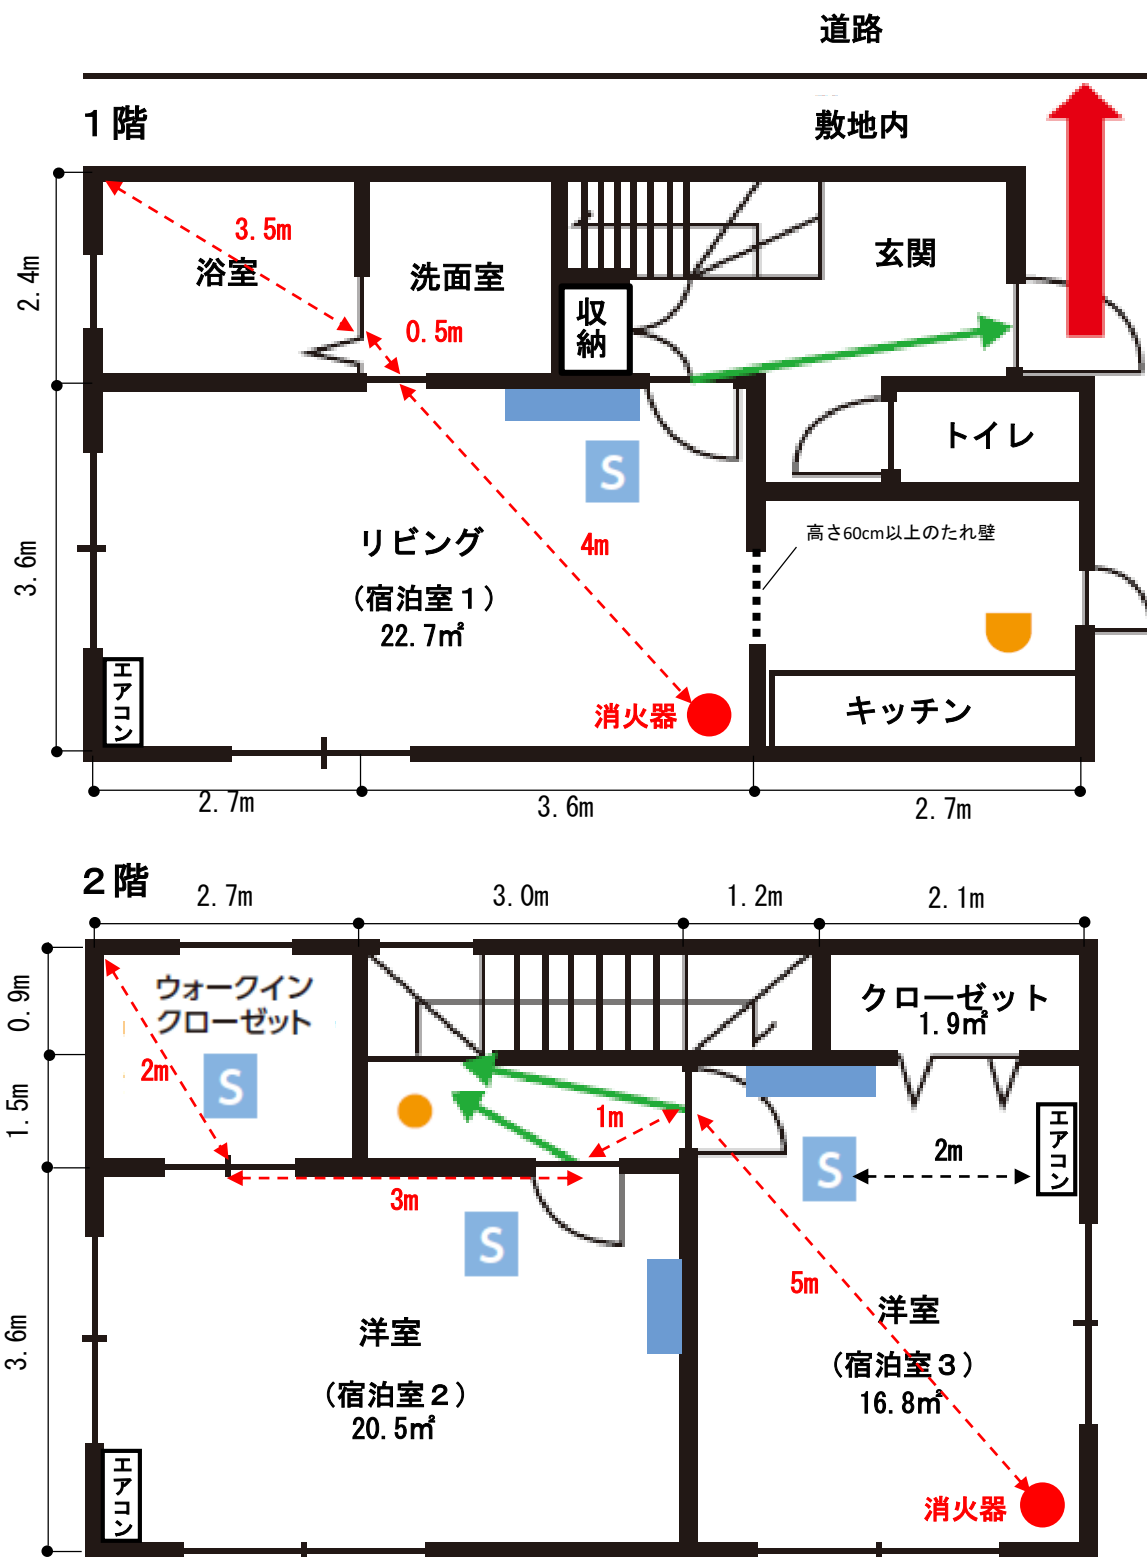 道路
１階
敷地内
2.4m
3.5m
浴室
洗面室
収納
玄関
0.5m
トイレ
S
高さ60cm以上のたれ壁
3.6m
リビング
（宿泊室１）
22.7㎡
4m
エアコン
消火器
キッチン
2.7m
3.6m
2.7m
２階
2.7m
3.0m
1.2m
2.1m
0.9m
ウォークイン
クローゼット
クローゼット
1.9㎡
1.5m
2m
S
1m
エアコン
S
2m
3m
S
3.6m
5m
洋室
（宿泊室２）
20.5㎡
洋室
（宿泊室３）
16.8㎡
エアコン
消火器